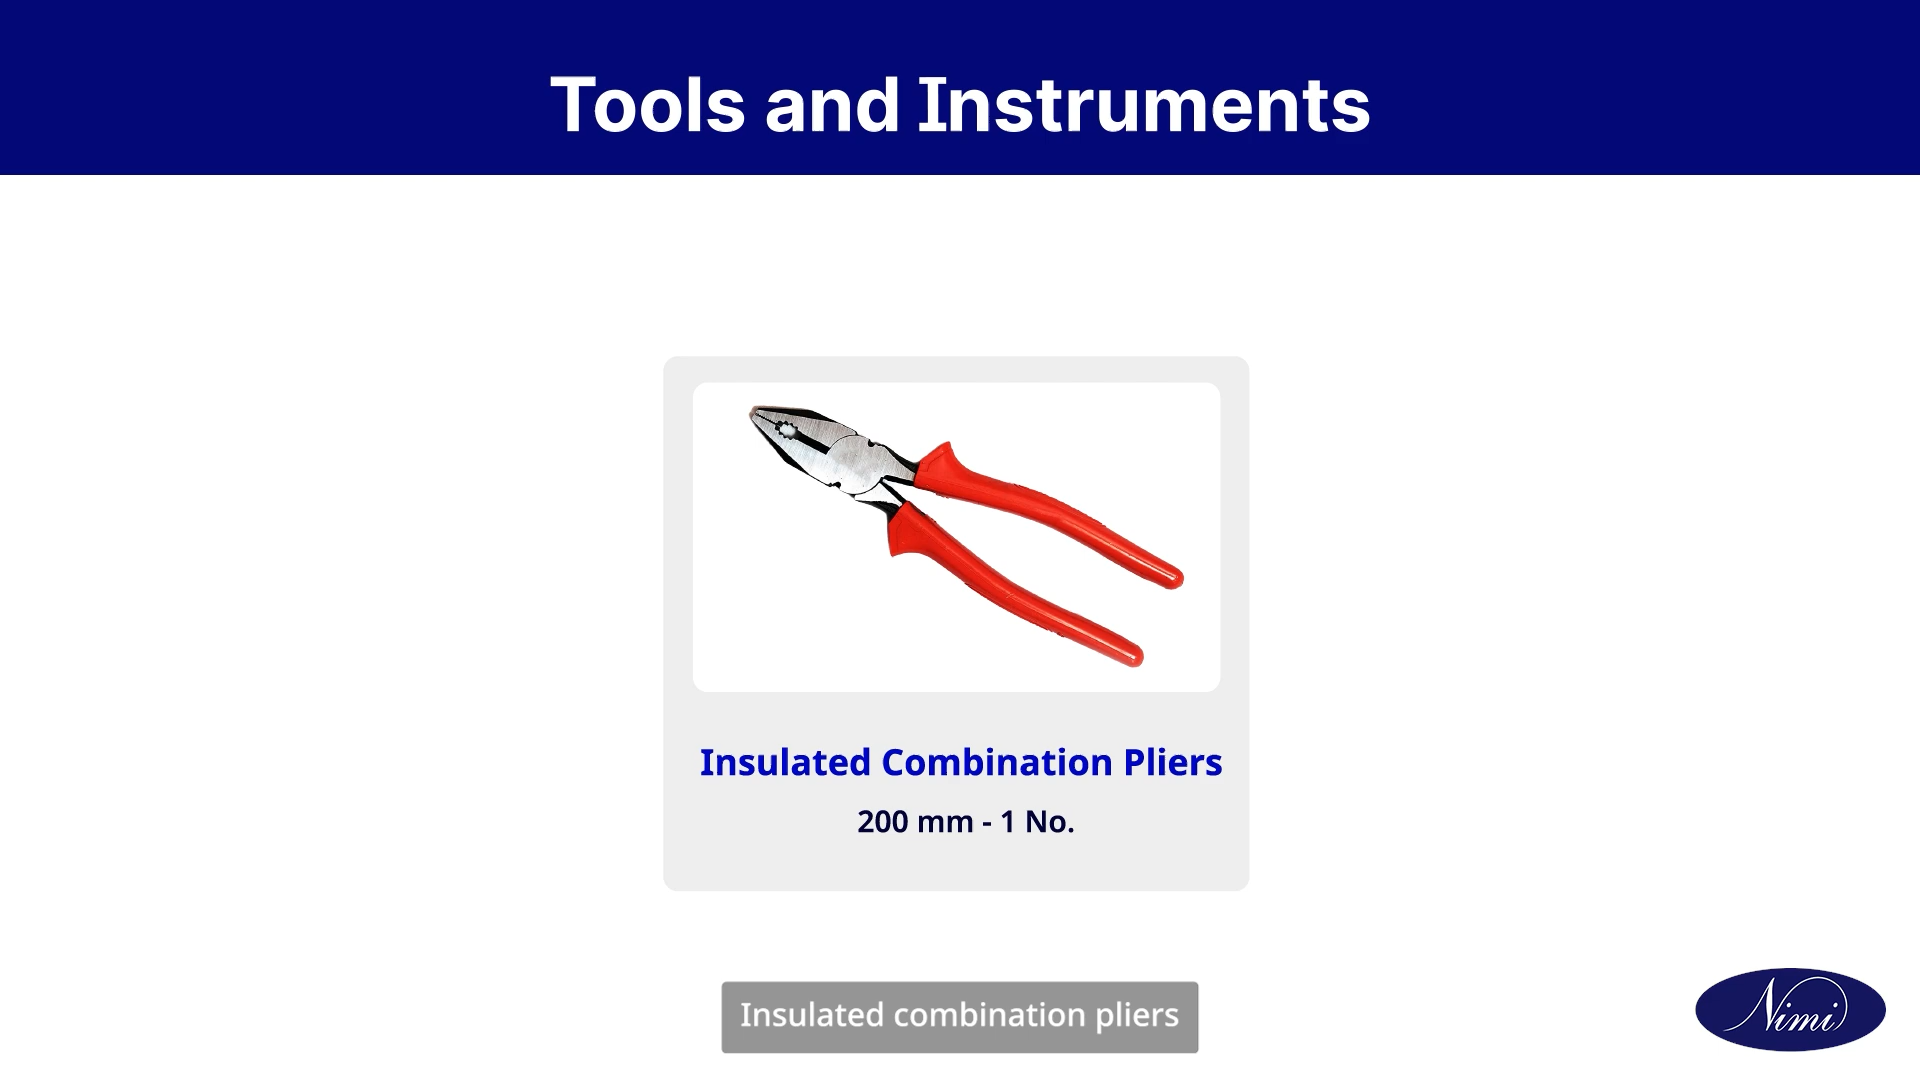 Tools and Instruments
Insulated Combination Pliers
200 mm - 1 No.
Insulated combination pliers
Nimi